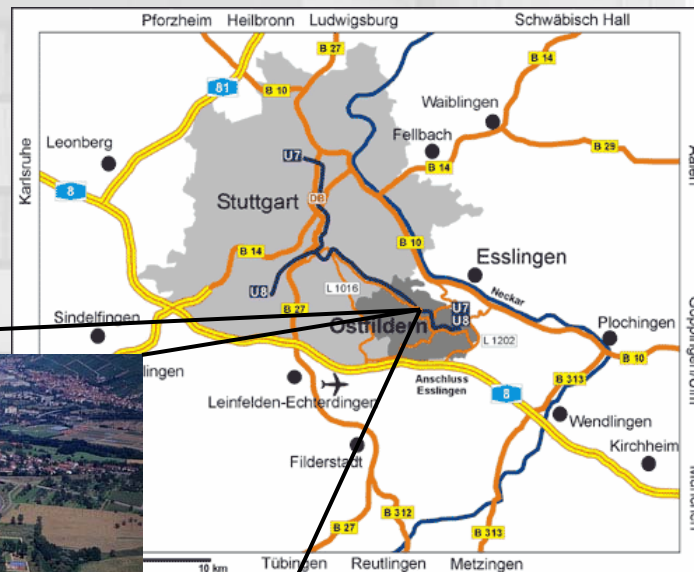 Pforzheim Heilbronn Ludwigsburg Schwäbisch Hall
B 27
B 14
81
B 10
Waiblingen
Leonberg
Fellbach
B 29
Karlsruhe
Aalen
U7
B 14
8
DB
Stuttgart
B 10
B 14
Esslingen
U8
L 1016
Neckar
B 27
U7
U8
Sindelfingen
Ostfildern
L 1202
Plochingen
B 10
lingen
Anschluss
Esslingen
B 313
8
Leinfelden-Echterdingen
Wendlingen
Kirchheim
Filderstadt
B 312
B 27
B 313
10 km
Tübingen Reutlingen Metzingen